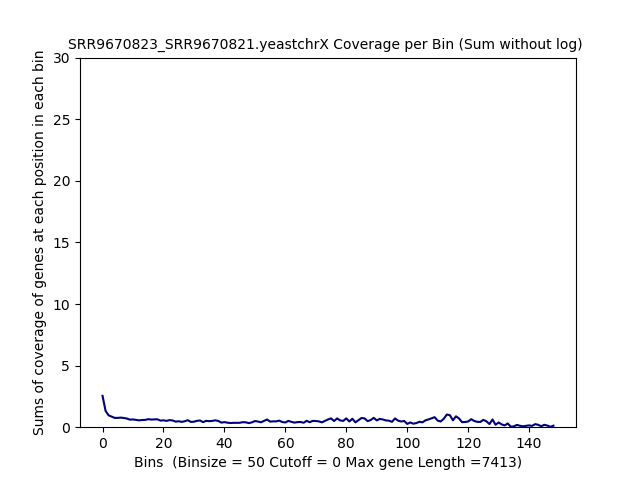 SRR9670823_SRR9670821.yeastchrX Coverage per Bin (Sum without log)
Sums of coverage of genes at each position in each bin
30
25
20
15
10
5
0
0 20 40 60 80 100 120 140
Bins  (Binsize = 50 Cutoff = 0 Max gene Length =7413)